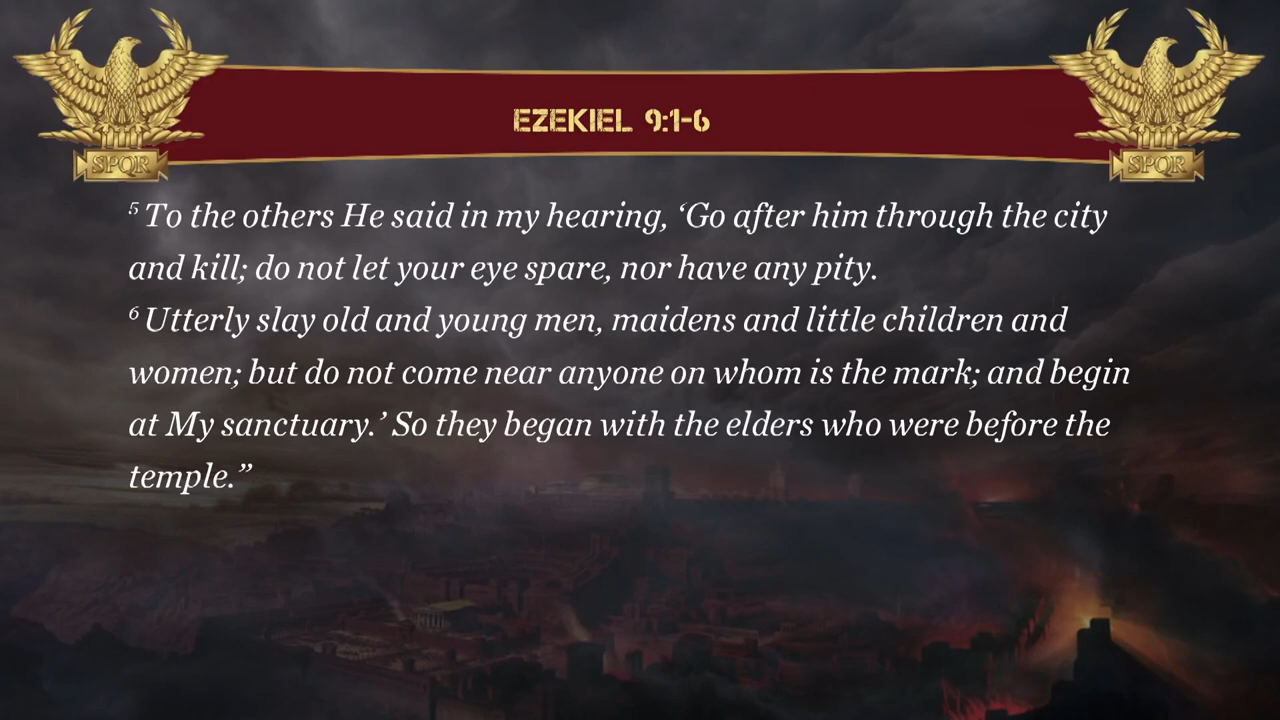 SPQR
EZEKIEL 9:1-6
SPQR
⁵ To the others He said in my hearing, ‘Go after him through the city
and kill; do not let your eye spare, nor have any pity.
⁶ Utterly slay old and young men, maidens and little children and
women; but do not come near anyone on whom is the mark; and begin
at My sanctuary.’ So they began with the elders who were before the
temple.”